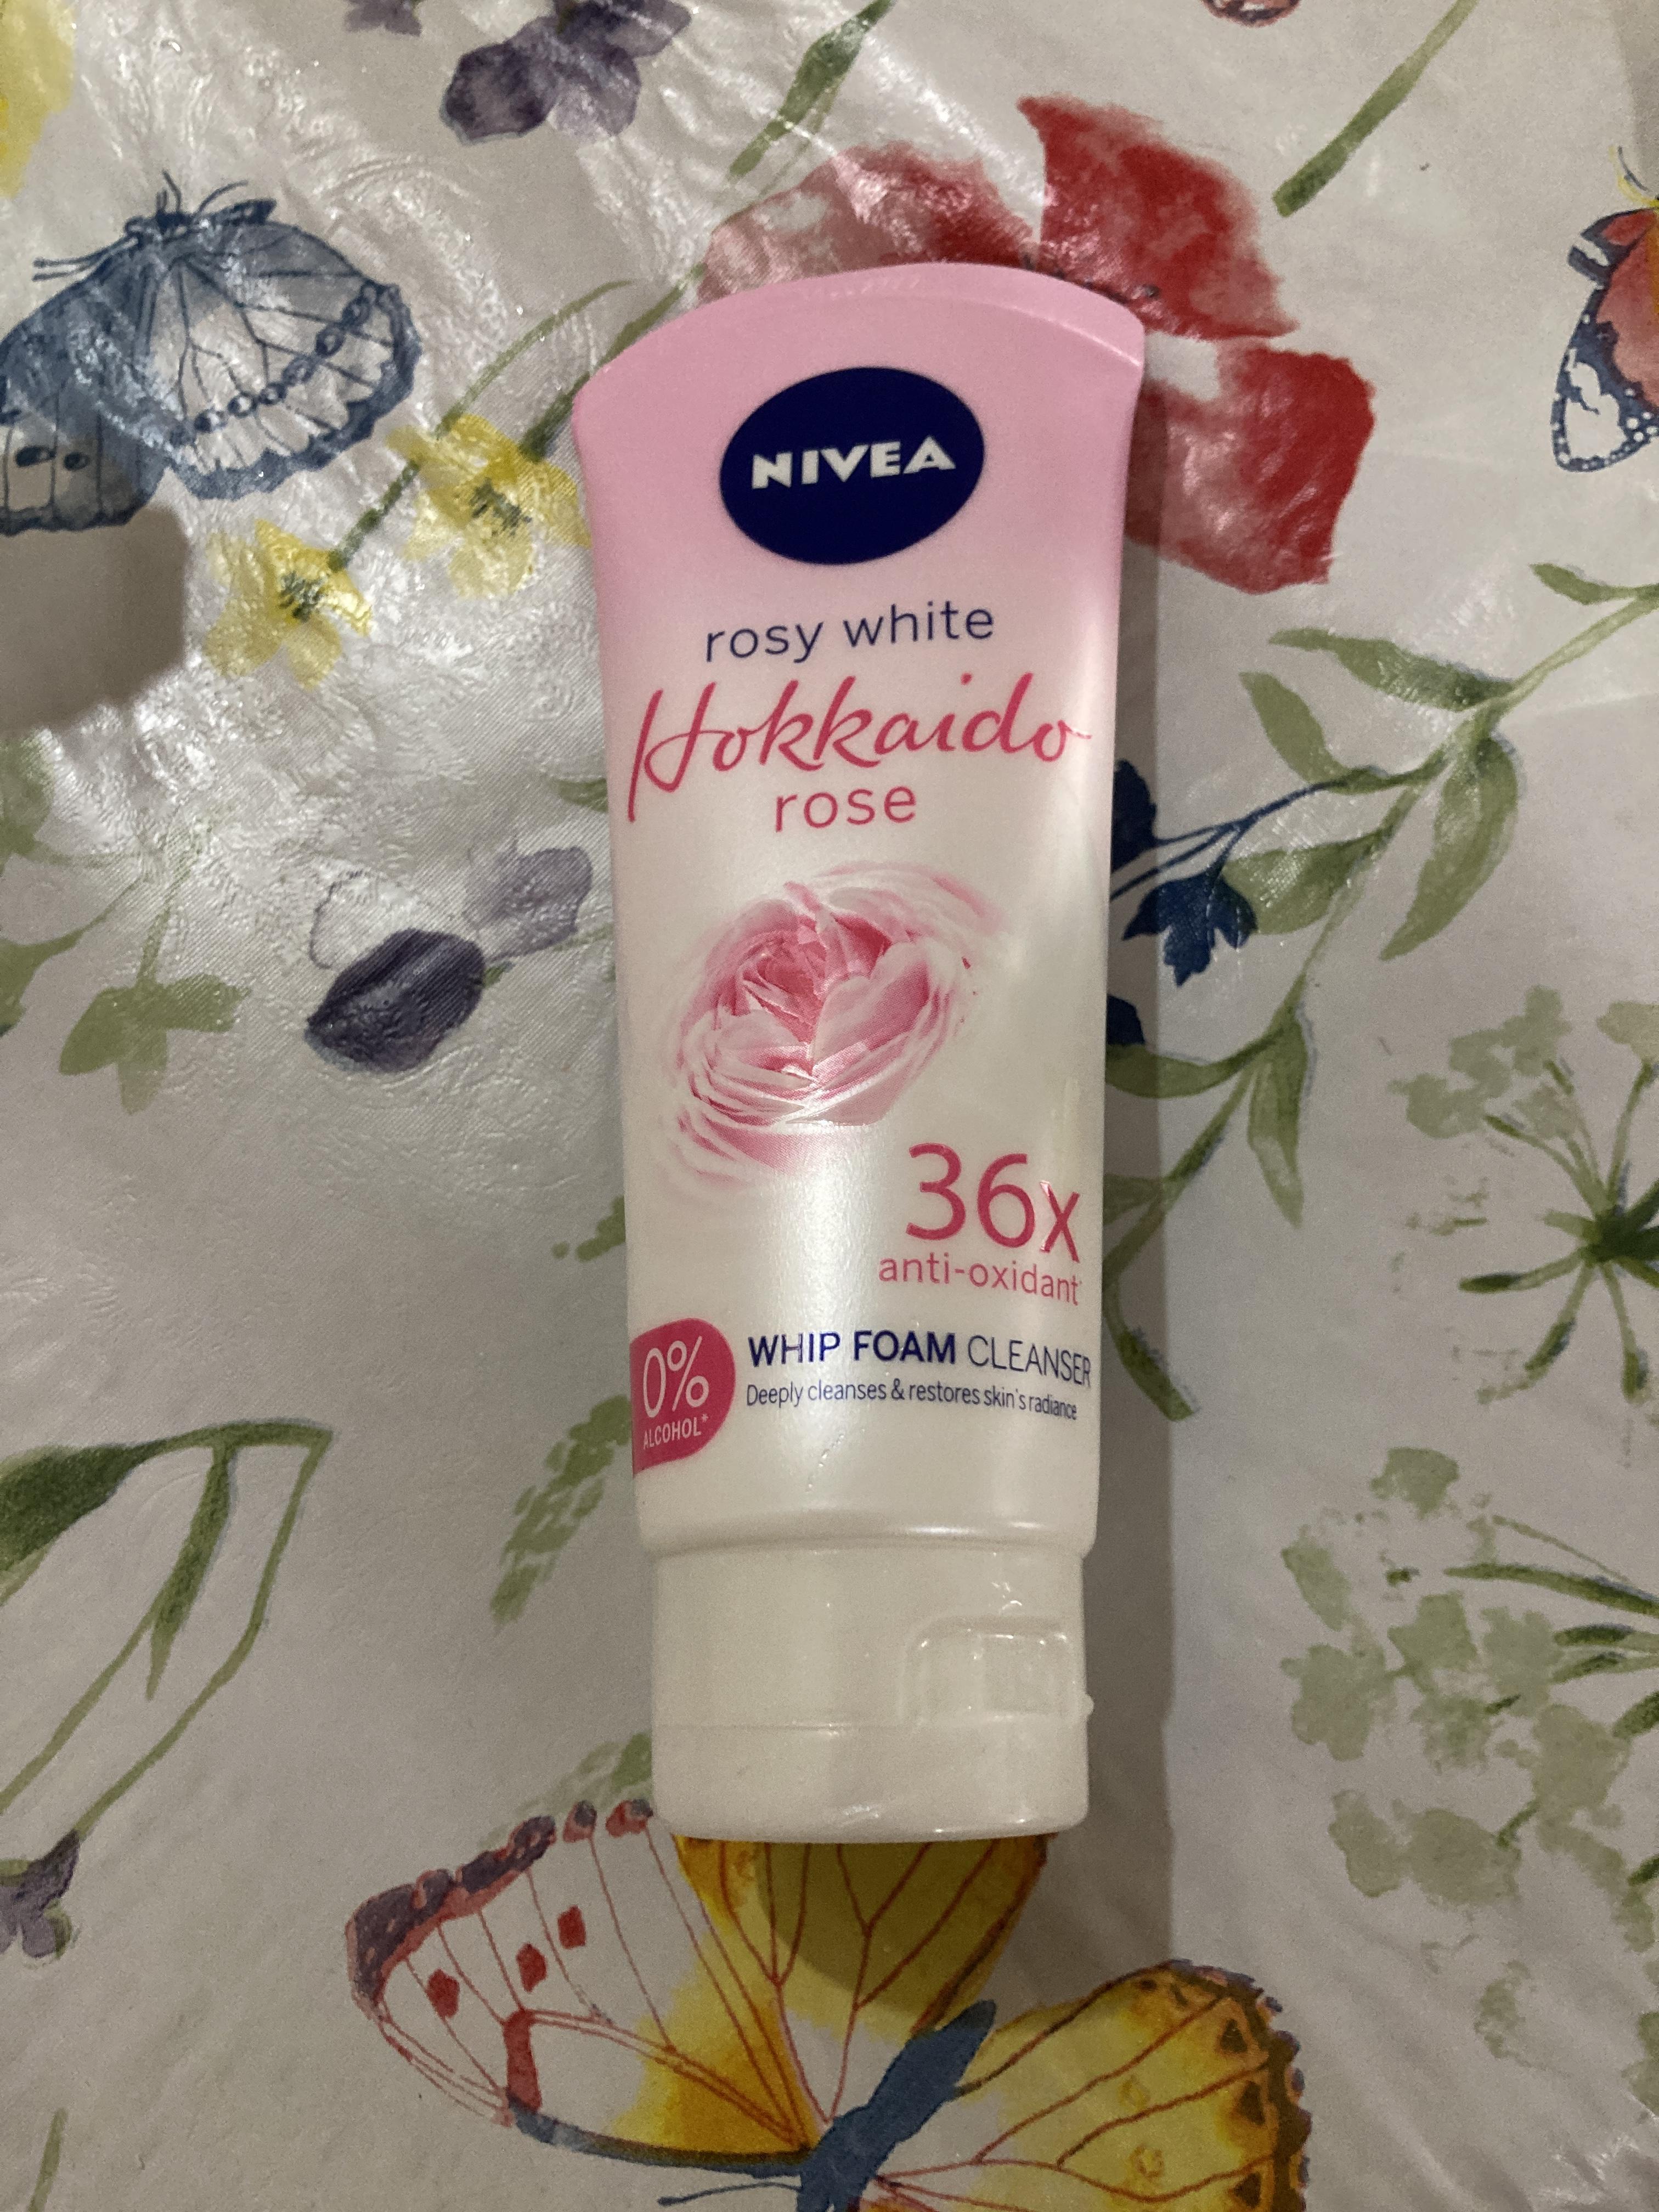 NIVEA
rosy white
Hokkaido
rose
36x
anti-oxidant*
0%
ALCOHOL*
WHIP FOAM CLEANSER
Deeply cleanses & restores skin's radiance